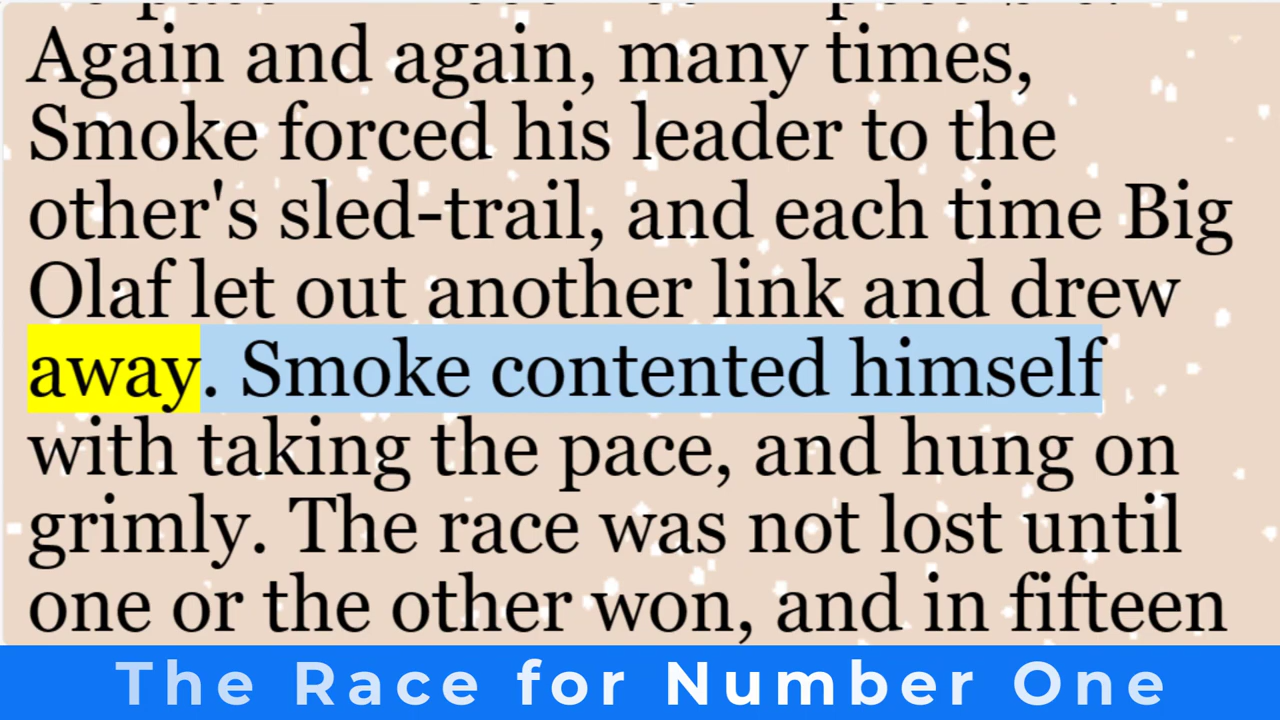 Again and again, many times,
Smoke forced his leader to the
other's sled-trail, and each time Big
Olaf let out another link and drew
away. Smoke contented himself
with taking the pace, and hung on
grimly. The race was not lost until
one or the other won, and in fifteen
The Race for Number One